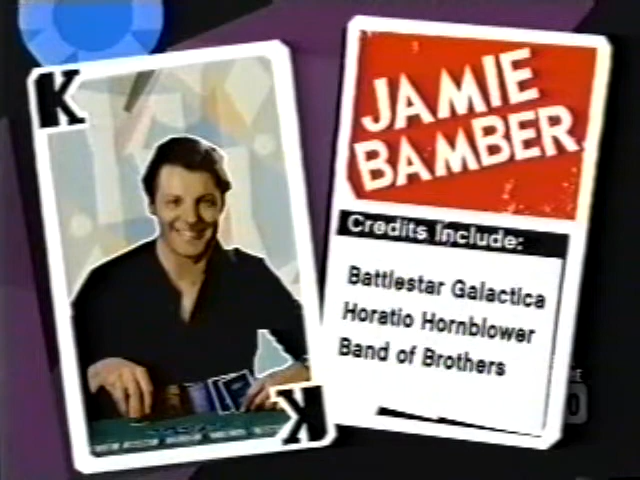 K
JAMIE
BAMBER
Credits Include:
Battlestar Galactica
Horatio Hornblower
Band of Brothers
K